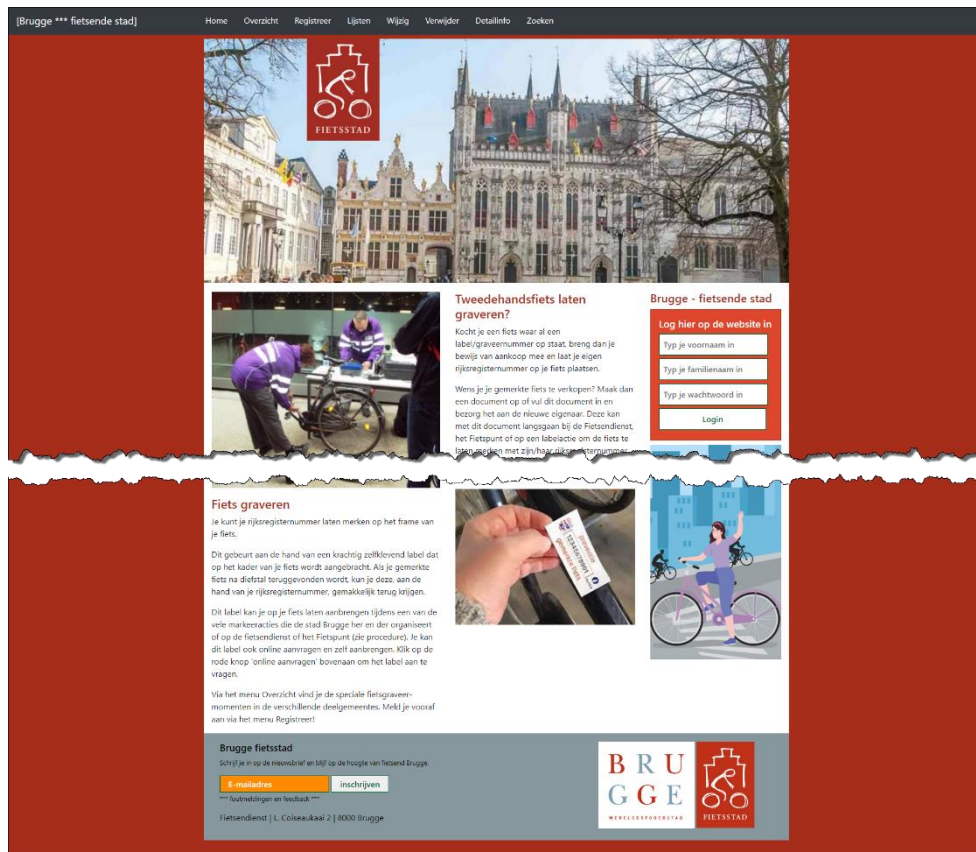 [Brugge *** fietsende stad]
Home Overzicht Registreer Lijsten Wijzig Verwijder Detailinfo Zoeken
FIETSSTAD
Tweedehandsfiets laten
graveren?
Kocht je een fiets waar al een
label/graveernummer op staat, breng dan je
bewijs van aankoop mee en laat je eigen
rijksregisternummer op je fiets plaatsen.
Wens je je gemerkte fiets te verkopen? Maak dan
een document op of vul dit document in en
bezorg het aan de nieuwe eigenaar. Deze kan
met dit document langsgaan bij de Fietsendienst,
het Fietspunt of op een labelactie om de fiets te
laten merken met zijn/haar rijksregisternummer
Brugge - fietsende stad
Log hier op de website in
Typ je voornaam in
Typ je familienaam in
Typ je wachtwoord in
Login
Fiets graveren
Je kunt je rijksregisternummer laten merken op het frame van
je fiets.
Dit gebeurt aan de hand van een krachtig zelfklevend label dat
op het kader van je fiets wordt aangebracht. Als je gemerkte
fiets na diefstal teruggevonden wordt, kun je deze, aan de
hand van je rijksregisternummer, gemakkelijk terug krijgen.
Dit label kan je op je fiets laten aanbrengen tijdens een van de
vele markeeracties die de stad Brugge her en der organiseert
of op de fietsendienst of het Fietspunt (zie procedure). Je kan
dit label ook online aanvragen en zelf aanbrengen. Klik op de
rode knop 'online aanvragen' bovenaan om het label aan te
vragen.
Via het menu Overzicht vind je de speciale fietsgraveer-
momenten in de verschillende deelgemeentes. Meld je vooraf
aan via het menu Registreer!
12345678901
gemerkte fiets
Brugge fietsstad
Schrijf je in op de nieuwsbrief en blijf op de hoogte van fietsend Brugge.
E-mailadres inschrijven
*** foutmeldingen en feedback ***
Fietsendienst | L. Coiseaukaai 2 | 8000 Brugge
BRU
GGE
WERELDERFGOEDSTAD
FIETSSTAD